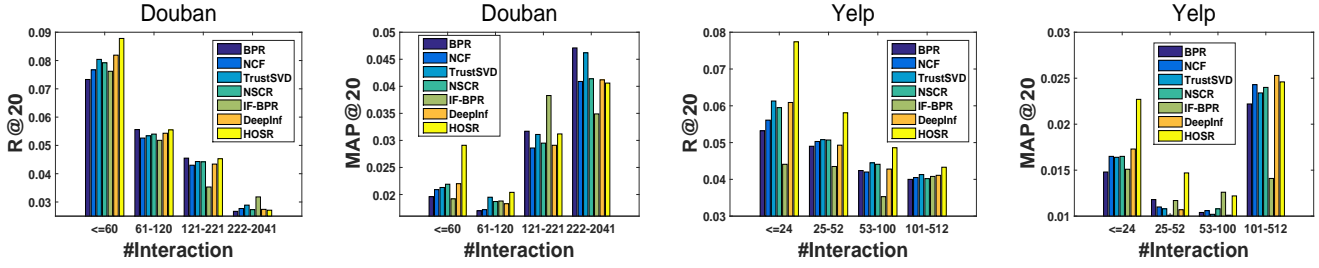 Douban
R@20
0.09
0.08
0.07
0.06
0.05
0.04
0.03
BPR
NCF
TrustSVD
NSCR
IF-BPR
DeepInf
HOSR
<=60 61-120 121-221 222-2041
#Interaction
Douban
MAP@20
0.05
0.045
0.04
0.035
0.03
0.025
0.02
BPR
NCF
TrustSVD
NSCR
IF-BPR
DeepInf
HOSR
<=60 61-120 121-221 222-2041
#Interaction
Yelp
R@20
0.08
0.07
0.06
0.05
0.04
0.03
BPR
NCF
TrustSVD
NSCR
IF-BPR
DeepInf
HOSR
<=24 25-52 53-100 101-512
#Interaction
Yelp
MAP@20
0.03
0.025
0.02
0.015
0.01
BPR
NCF
TrustSVD
NSCR
IF-BPR
DeepInf
HOSR
<=24 25-52 53-100 101-512
#Interaction